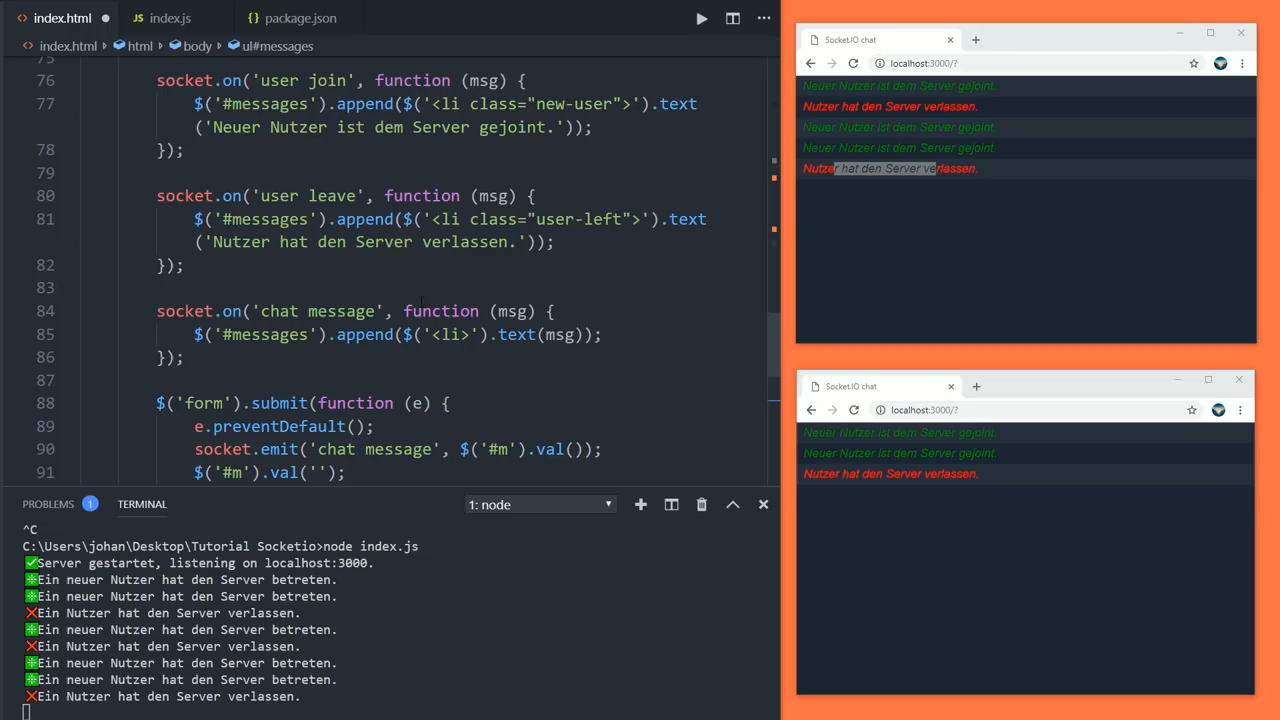 index.html
index.js
package.json
index.html html body ul#messages
75
76 socket.on('user join', function (msg) {
77 $('#messages').append($('<li class="new-user">').text
('Neuer Nutzer ist dem Server gejoint.'));
78 });
79
80 socket.on('user leave', function (msg) {
81 $('#messages').append($('<li class="user-left">').text
('Nutzer hat den Server verlassen.'));
82 });
83
84 socket.on('chat message', function (msg) {
85 $('#messages').append($('<li>').text(msg));
86 });
87
88 $('form').submit(function (e) {
89 e.preventDefault();
90 socket.emit('chat message', $('#m').val());
91 $('#m').val('');
PROBLEMS 1 TERMINAL 1: node
^C
C:\Users\johan\Desktop\Tutorial Socketio>node index.js
Server gestartet, listening on localhost:3000.
Ein neuer Nutzer hat den Server betreten.
Ein neuer Nutzer hat den Server betreten.
Ein Nutzer hat den Server verlassen.
Ein neuer Nutzer hat den Server betreten.
Ein Nutzer hat den Server verlassen.
Ein neuer Nutzer hat den Server betreten.
Ein neuer Nutzer hat den Server betreten.
Ein Nutzer hat den Server verlassen.
Socket.IO chat
localhost:3000/?
Neuer Nutzer ist dem Server gejoint.
Nutzer hat den Server verlassen.
Neuer Nutzer ist dem Server gejoint.
Neuer Nutzer ist dem Server gejoint.
Nutzer hat den Server verlassen.
Socket.IO chat
localhost:3000/?
Neuer Nutzer ist dem Server gejoint.
Neuer Nutzer ist dem Server gejoint.
Nutzer hat den Server verlassen.